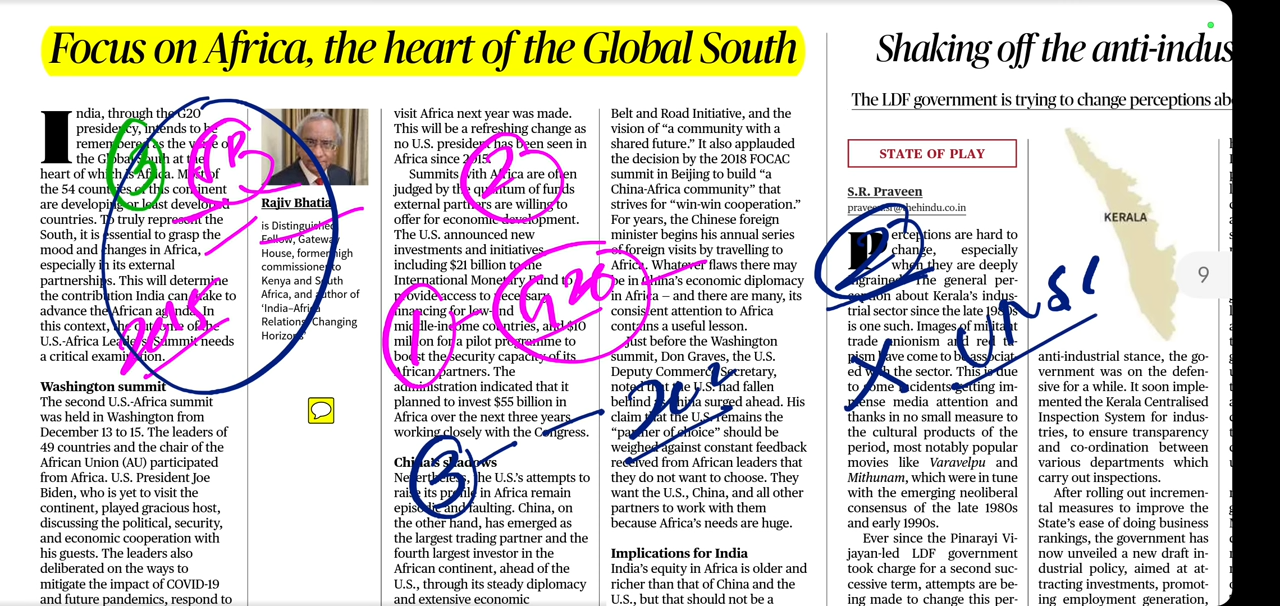 Focus on Africa, the heart of the Global South
India, through the G20
presidency, intends to be
remembered as the voice of
the Global South at the
heart of which is Africa. Most of
the 54 countries of this continent
are developing or least developed
countries. To truly represent the
South, it is essential to grasp the
mood and changes in Africa,
especially in its external
partnerships. This will determine
the contribution India can make to
advance the African agenda. In
this context, the outcome of the
U.S.-Africa Leaders Summit needs
a critical examination.
Washington summit
The second U.S.-Africa summit
was held in Washington from
December 13 to 15. The leaders of
49 countries and the chair of the
African Union (AU) participated
from Africa. U.S. President Joe
Biden, who is yet to visit the
continent, played gracious host,
discussing the political, security,
and economic cooperation with
his guests. The leaders also
deliberated on the ways to
mitigate the impact of COVID-19
and future pandemics, respond to
Rajiv Bhatia
is Distinguished
Fellow, Gateway
House, former high
commissioner to
Kenya and South
Africa, and author of
‘India–Africa
Relations: Changing
Horizons’
visit Africa next year was made.
This will be a refreshing change as
no U.S. president has been seen in
Africa since 2015.
Summits with Africa are often
judged by the quantum of funds
external partners are willing to
offer for economic development.
The U.S. announced new
investments and initiatives
including $21 billion to the
International Monetary Fund to
provide access to necessary
financing for low-end
middle-income countries, and $10
million for a pilot programme to
boost the security capacity of its
African partners. The
administration indicated that it
planned to invest $55 billion in
Africa over the next three years,
working closely with the Congress.
China's shadows
Nevertheless, the U.S.’s attempts to
raise its profile in Africa remain
episodic and faulting. China, on
the other hand, has emerged as
the largest trading partner and the
fourth largest investor in the
African continent, ahead of the
U.S., through its steady diplomacy
and extensive economic
Belt and Road Initiative, and the
vision of “a community with a
shared future.” It also applauded
the decision by the 2018 FOCAC
summit in Beijing to build “a
China-Africa community” that
strives for “win-win cooperation.”
For years, the Chinese foreign
minister begins his annual series
of foreign visits by travelling to
Africa. Whatever flaws there may
be in China’s economic diplomacy
in Africa – and there are many, its
consistent attention to Africa
contains a useful lesson.
Just before the Washington
summit, Don Graves, the U.S.
Deputy Commerce Secretary,
noted that the U.S. had fallen
behind as China surged ahead. His
claim that the U.S. remains the
“partner of choice” should be
weighed against constant feedback
received from African leaders that
they do not want to choose. They
want the U.S., China, and all other
partners to work with them
because Africa’s needs are huge.
Implications for India
India’s equity in Africa is older and
richer than that of China and the
U.S., but that should not be a
Shaking off the anti-indus
The LDF government is trying to change perceptions ab
STATE OF PLAY
S.R. Praveen
praveen.sr@thehindu.co.in
Perceptions are hard to
change, especially
when they are deeply
ingrained. The general per-
ception about Kerala’s indus-
trial sector since the late 1980s
is one such. Images of militant
trade unionism and red ta-
pism have come to be associat-
ed with the sector. This is due
to some incidents getting im-
mense media attention and
thanks in no small measure to
the cultural products of the
period, most notably popular
movies like Varavelpu and
Mithunam, which were in tune
with the emerging neoliberal
consensus of the late 1980s
and early 1990s.
Ever since the Pinarayi Vi-
jayan-led LDF government
took charge for a second suc-
cessive term, attempts are be-
ing made to change this per-
KERALA
anti-industrial stance, the go-
vernment was on the defen-
sive for a while. It soon imple-
mented the Kerala Centralised
Inspection System for indus-
tries, to ensure transparency
and co-ordination between
various departments which
carry out inspections.
After rolling out incremen-
tal measures to improve the
State’s ease of doing business
rankings, the government has
now unveiled a new draft in-
dustrial policy, aimed at at-
tracting investments, promot-
ing employment generation,
9
3
2
1
G20
2015
3
2
UNSC